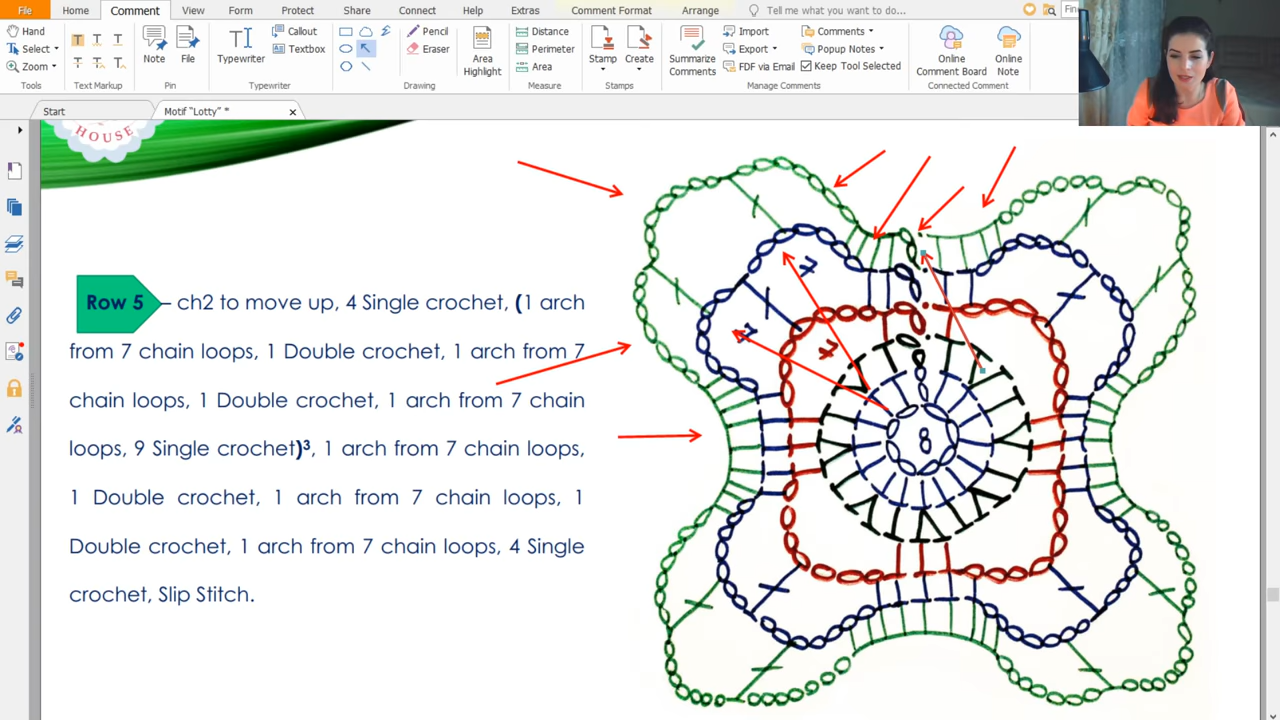 File Home Comment View Form Protect Share Connect Help Extras Comment Format Arrange Tell me what you want to do... Fin
Hand
Select
Zoom
Tools
T T T
T T T
Text Markup
Note
File
Pin
Typewriter
Callout
Textbox
Typewriter
Pencil
Eraser
Drawing
Area
Highlight
Distance
Perimeter
Area
Measure
Stamp
Create
Stamps
Summarize
Comments
Import
Export
FDF via Email
Comments
Popup Notes
Keep Tool Selected
Manage Comments
Online
Comment Board
Online
Note
Connected Comment
Start
Motif "Lotty" *
HOUSE
Row 5 – ch2 to move up, 4 Single crochet, (1 arch
from 7 chain loops, 1 Double crochet, 1 arch from 7
chain loops, 1 Double crochet, 1 arch from 7 chain
loops, 9 Single crochet)³, 1 arch from 7 chain loops,
1 Double crochet, 1 arch from 7 chain loops, 1
Double crochet, 1 arch from 7 chain loops, 4 Single
crochet, Slip Stitch.
7
7
7
8